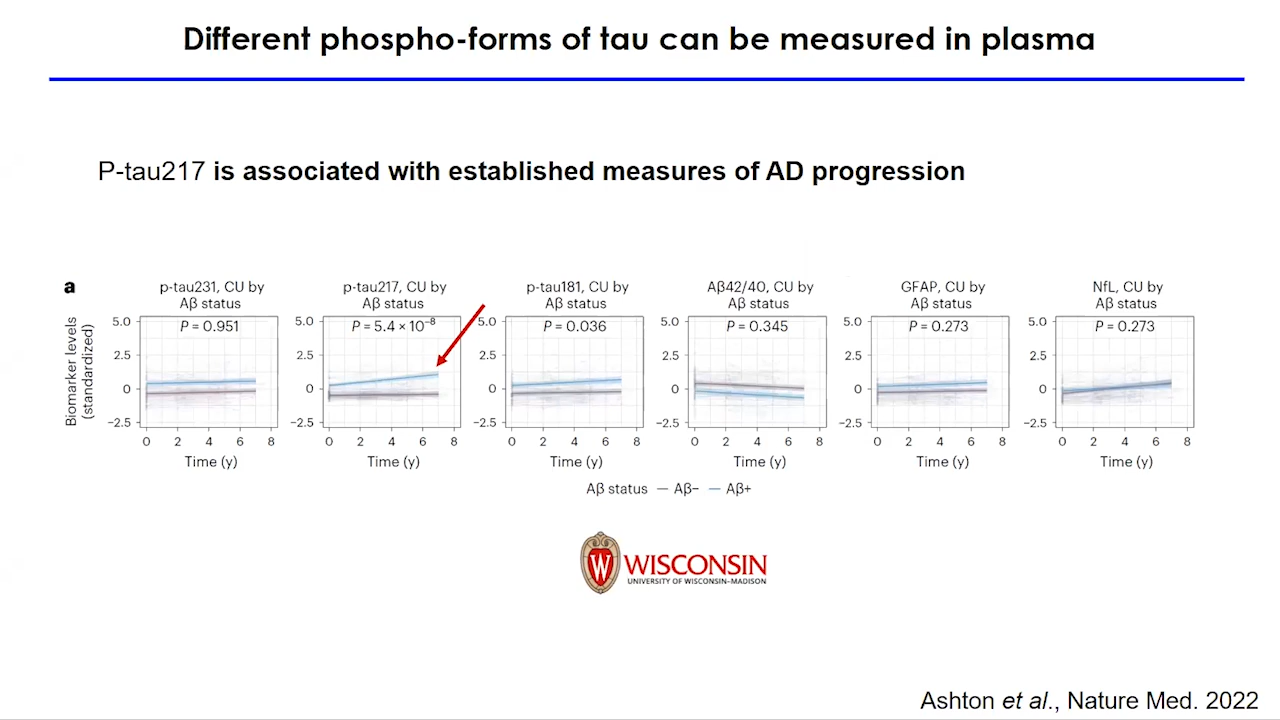 Different phospho-forms of tau can be measured in plasma
P-tau217 is associated with established measures of AD progression
a
p-tau231, CU by
Aβ status
p-tau217, CU by
Aβ status
p-tau181, CU by
Aβ status
Aβ42/40, CU by
Aβ status
GFAP, CU by
Aβ status
NfL, CU by
Aβ status
Biomarker levels
(standardized)
5.0
2.5
0
−2.5
P = 0.951
0 2 4 6 8
Time (y)
5.0
2.5
0
−2.5
P = 5.4 × 10⁻⁸
0 2 4 6 8
Time (y)
5.0
2.5
0
−2.5
P = 0.036
0 2 4 6 8
Time (y)
5.0
2.5
0
−2.5
P = 0.345
0 2 4 6 8
Time (y)
5.0
2.5
0
−2.5
P = 0.273
0 2 4 6 8
Time (y)
5.0
2.5
0
−2.5
P = 0.273
0 2 4 6 8
Time (y)
Aβ status — Aβ− — Aβ+
W
WISCONSIN
UNIVERSITY OF WISCONSIN–MADISON
Ashton et al., Nature Med. 2022